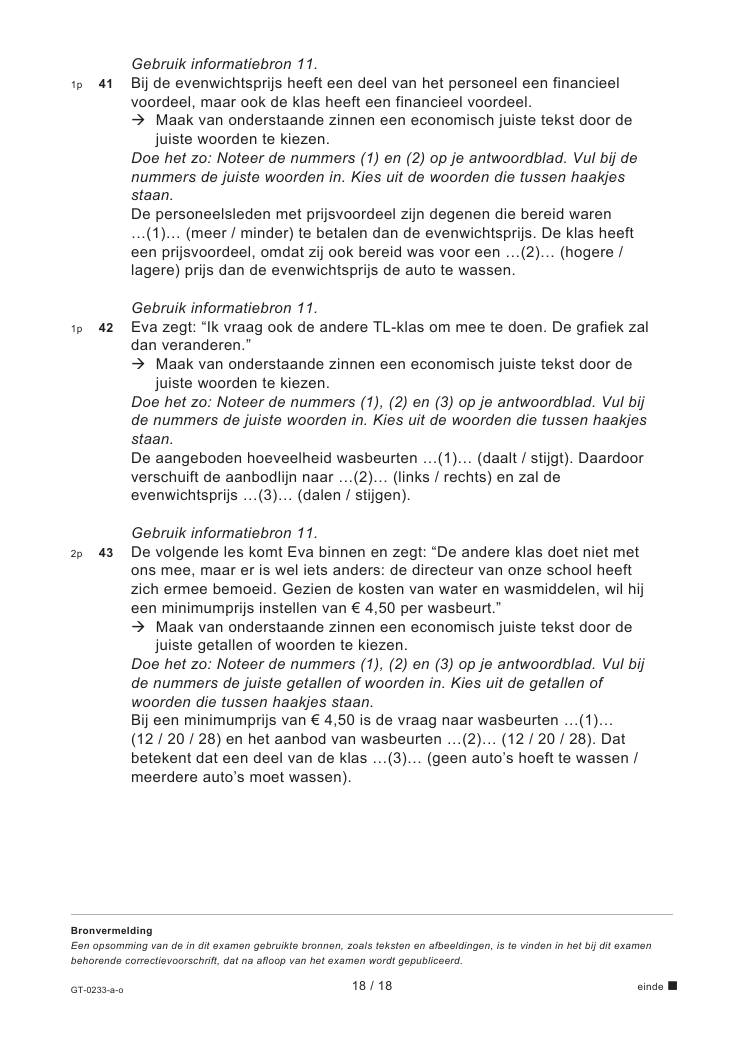 Gebruik informatiebron 11.
1p 41 Bij de evenwichtsprijs heeft een deel van het personeel een financieel
voordeel, maar ook de klas heeft een financieel voordeel.
→ Maak van onderstaande zinnen een economisch juiste tekst door de
juiste woorden te kiezen.
Doe het zo: Noteer de nummers (1) en (2) op je antwoordblad. Vul bij de
nummers de juiste woorden in. Kies uit de woorden die tussen haakjes
staan.
De personeelsleden met prijsvoordeel zijn degenen die bereid waren
…(1)… (meer / minder) te betalen dan de evenwichtsprijs. De klas heeft
een prijsvoordeel, omdat zij ook bereid was voor een …(2)… (hogere /
lagere) prijs dan de evenwichtsprijs de auto te wassen.
Gebruik informatiebron 11.
1p 42 Eva zegt: “Ik vraag ook de andere TL-klas om mee te doen. De grafiek zal
dan veranderen.”
→ Maak van onderstaande zinnen een economisch juiste tekst door de
juiste woorden te kiezen.
Doe het zo: Noteer de nummers (1), (2) en (3) op je antwoordblad. Vul bij
de nummers de juiste woorden in. Kies uit de woorden die tussen haakjes
staan.
De aangeboden hoeveelheid wasbeurten …(1)… (daalt / stijgt). Daardoor
verschuift de aanbodlijn naar …(2)… (links / rechts) en zal de
evenwichtsprijs …(3)… (dalen / stijgen).
Gebruik informatiebron 11.
2p 43 De volgende les komt Eva binnen en zegt: “De andere klas doet niet met
ons mee, maar er is wel iets anders: de directeur van onze school heeft
zich ermee bemoeid. Gezien de kosten van water en wasmiddelen, wil hij
een minimumprijs instellen van € 4,50 per wasbeurt.”
→ Maak van onderstaande zinnen een economisch juiste tekst door de
juiste getallen of woorden te kiezen.
Doe het zo: Noteer de nummers (1), (2) en (3) op je antwoordblad. Vul bij
de nummers de juiste getallen of woorden in. Kies uit de getallen of
woorden die tussen haakjes staan.
Bij een minimumprijs van € 4,50 is de vraag naar wasbeurten …(1)…
(12 / 20 / 28) en het aanbod van wasbeurten …(2)… (12 / 20 / 28). Dat
betekent dat een deel van de klas …(3)… (geen auto’s hoeft te wassen /
meerdere auto’s moet wassen).
Bronvermelding
Een opsomming van de in dit examen gebruikte bronnen, zoals teksten en afbeeldingen, is te vinden in het bij dit examen
behorende correctievoorschrift, dat na afloop van het examen wordt gepubliceerd.
GT-0233-a-o 18 / 18 einde ■